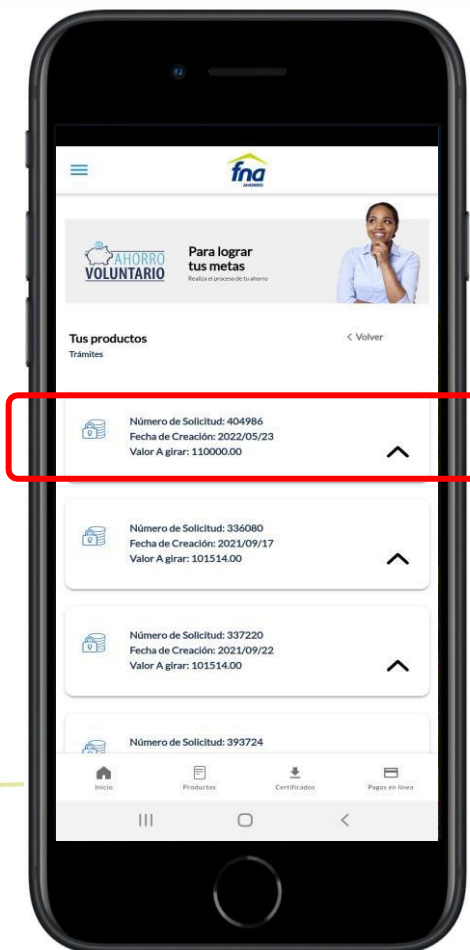 fna
AHORRO
AHORRO
VOLUNTARIO
Para lograr
tus metas
Realiza el proceso de tu ahorro
Tus productos
< Volver
Trámites
Número de Solicitud: 404986
Fecha de Creación: 2022/05/23
Valor A girar: 110000.00
Número de Solicitud: 336080
Fecha de Creación: 2021/09/17
Valor A girar: 101514.00
Número de Solicitud: 337220
Fecha de Creación: 2021/09/22
Valor A girar: 101514.00
Número de Solicitud: 393724
Inicio
Productos
Certificados
Pagos en línea